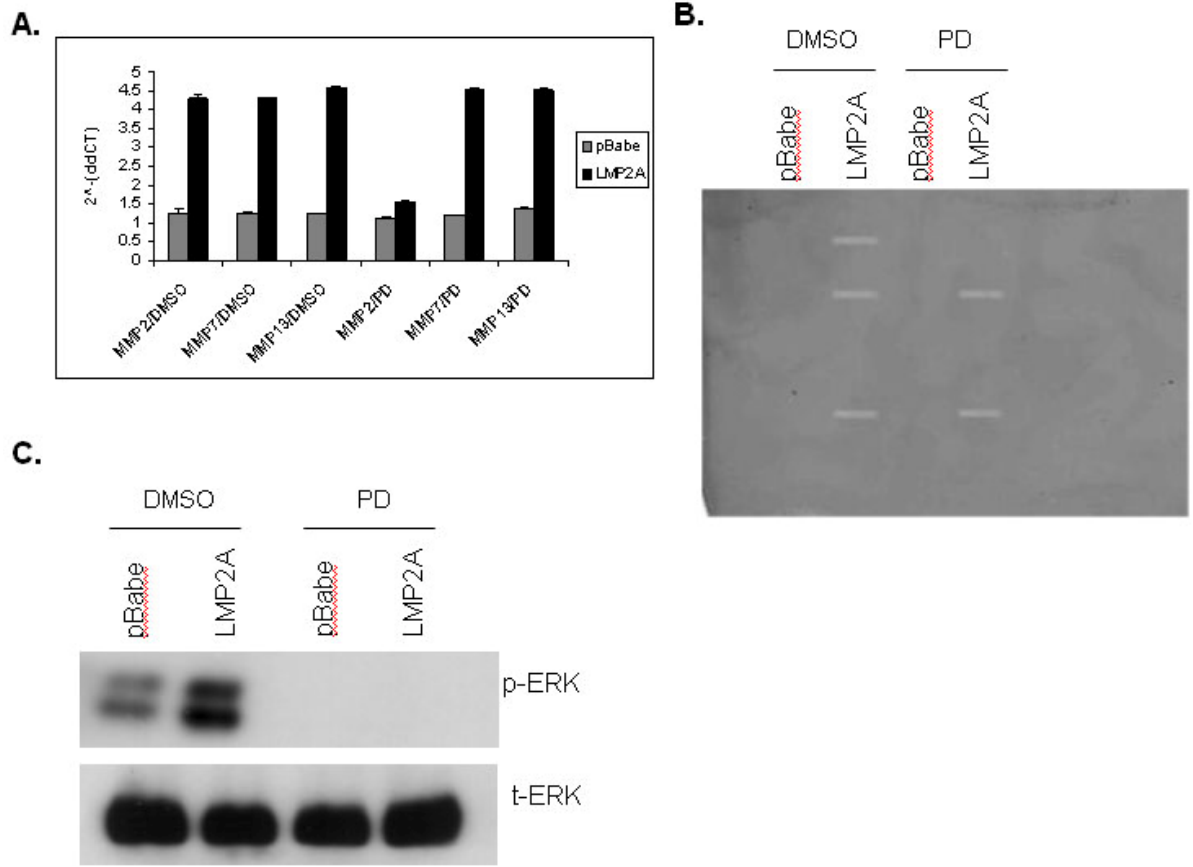 A.
5
4.5
4
3.5
3
2.5
2
1.5
1
0.5
0
2^-(ddCT)
pBabe
LMP2A
MMP2/DMSO
MMP7/DMSO
MMP13/DMSO
MMP2/PD
MMP7/PD
MMP13/PD
B.
DMSO PD
pBabe LMP2A pBabe LMP2A
C.
DMSO PD
pBabe LMP2A pBabe LMP2A
p-ERK
t-ERK